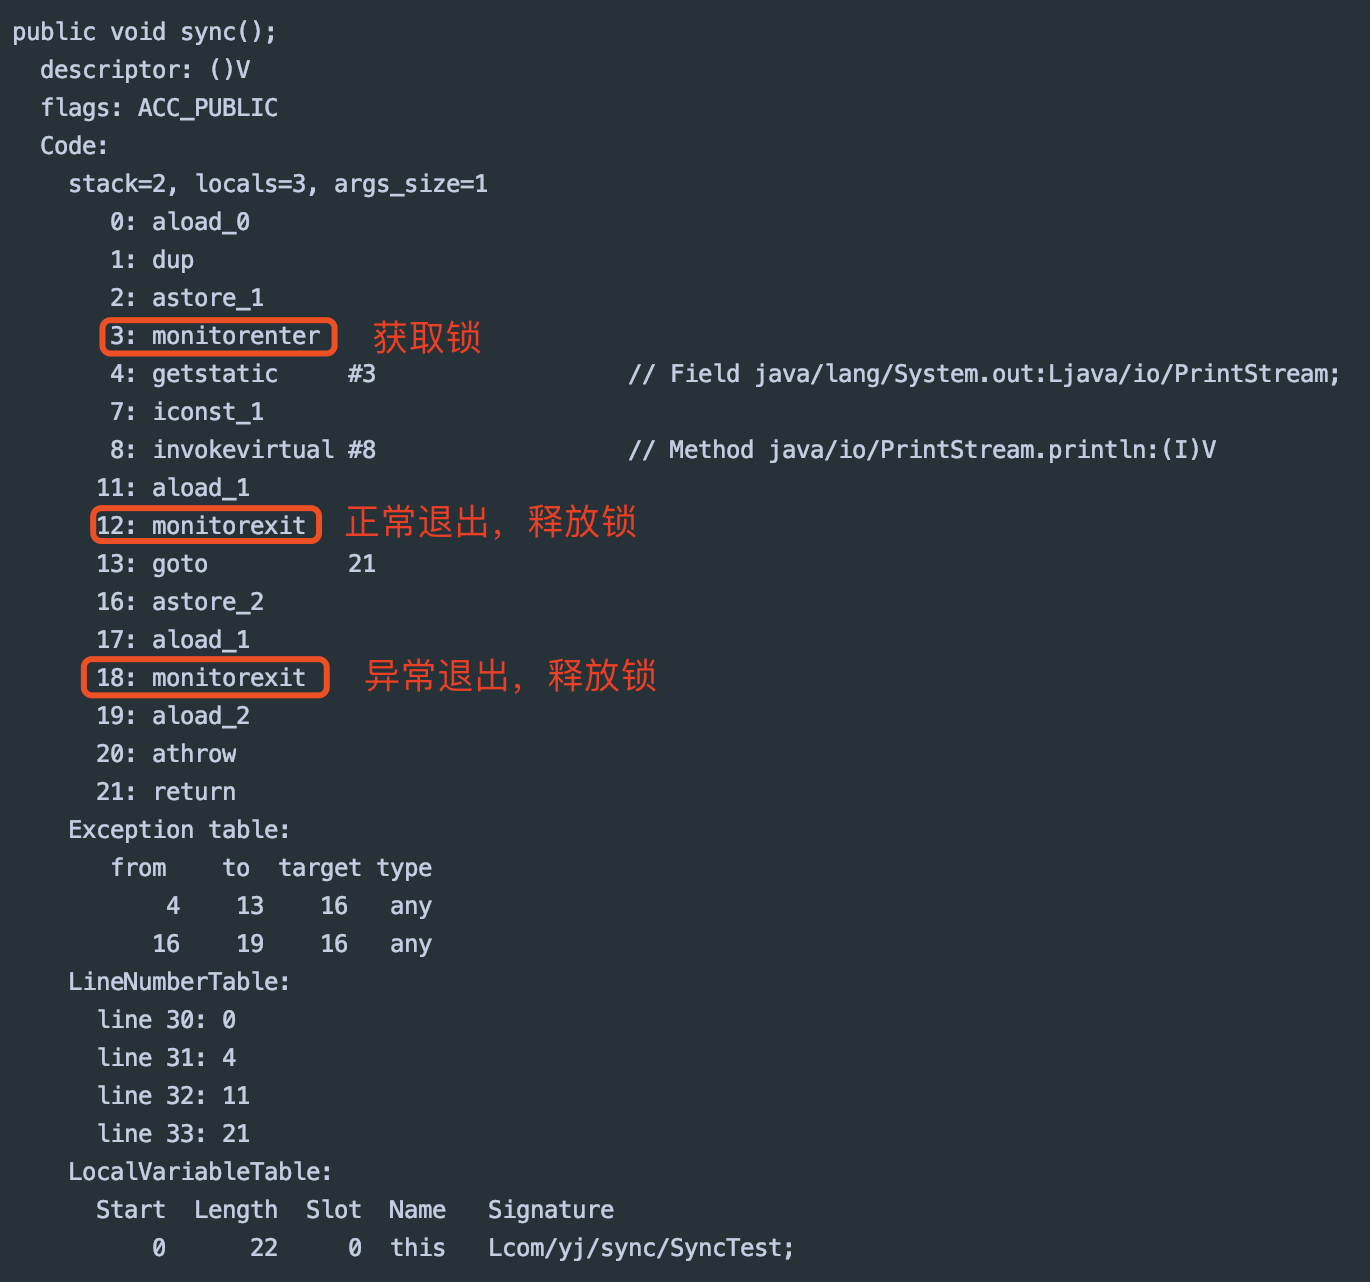 public void sync();
descriptor: ()V
flags: ACC_PUBLIC
Code:
stack=2, locals=3, args_size=1
0: aload_0
1: dup
2: astore_1
3: monitorenter 获取锁
4: getstatic #3 // Field java/lang/System.out:Ljava/io/PrintStream;
7: iconst_1
8: invokevirtual #8 // Method java/io/PrintStream.println:(I)V
11: aload_1
12: monitorexit 正常退出，释放锁
13: goto 21
16: astore_2
17: aload_1
18: monitorexit 异常退出，释放锁
19: aload_2
20: athrow
21: return
Exception table:
from to target type
4 13 16 any
16 19 16 any
LineNumberTable:
line 30: 0
line 31: 4
line 32: 11
line 33: 21
LocalVariableTable:
Start Length Slot Name Signature
0 22 0 this Lcom/yj/sync/SyncTest;